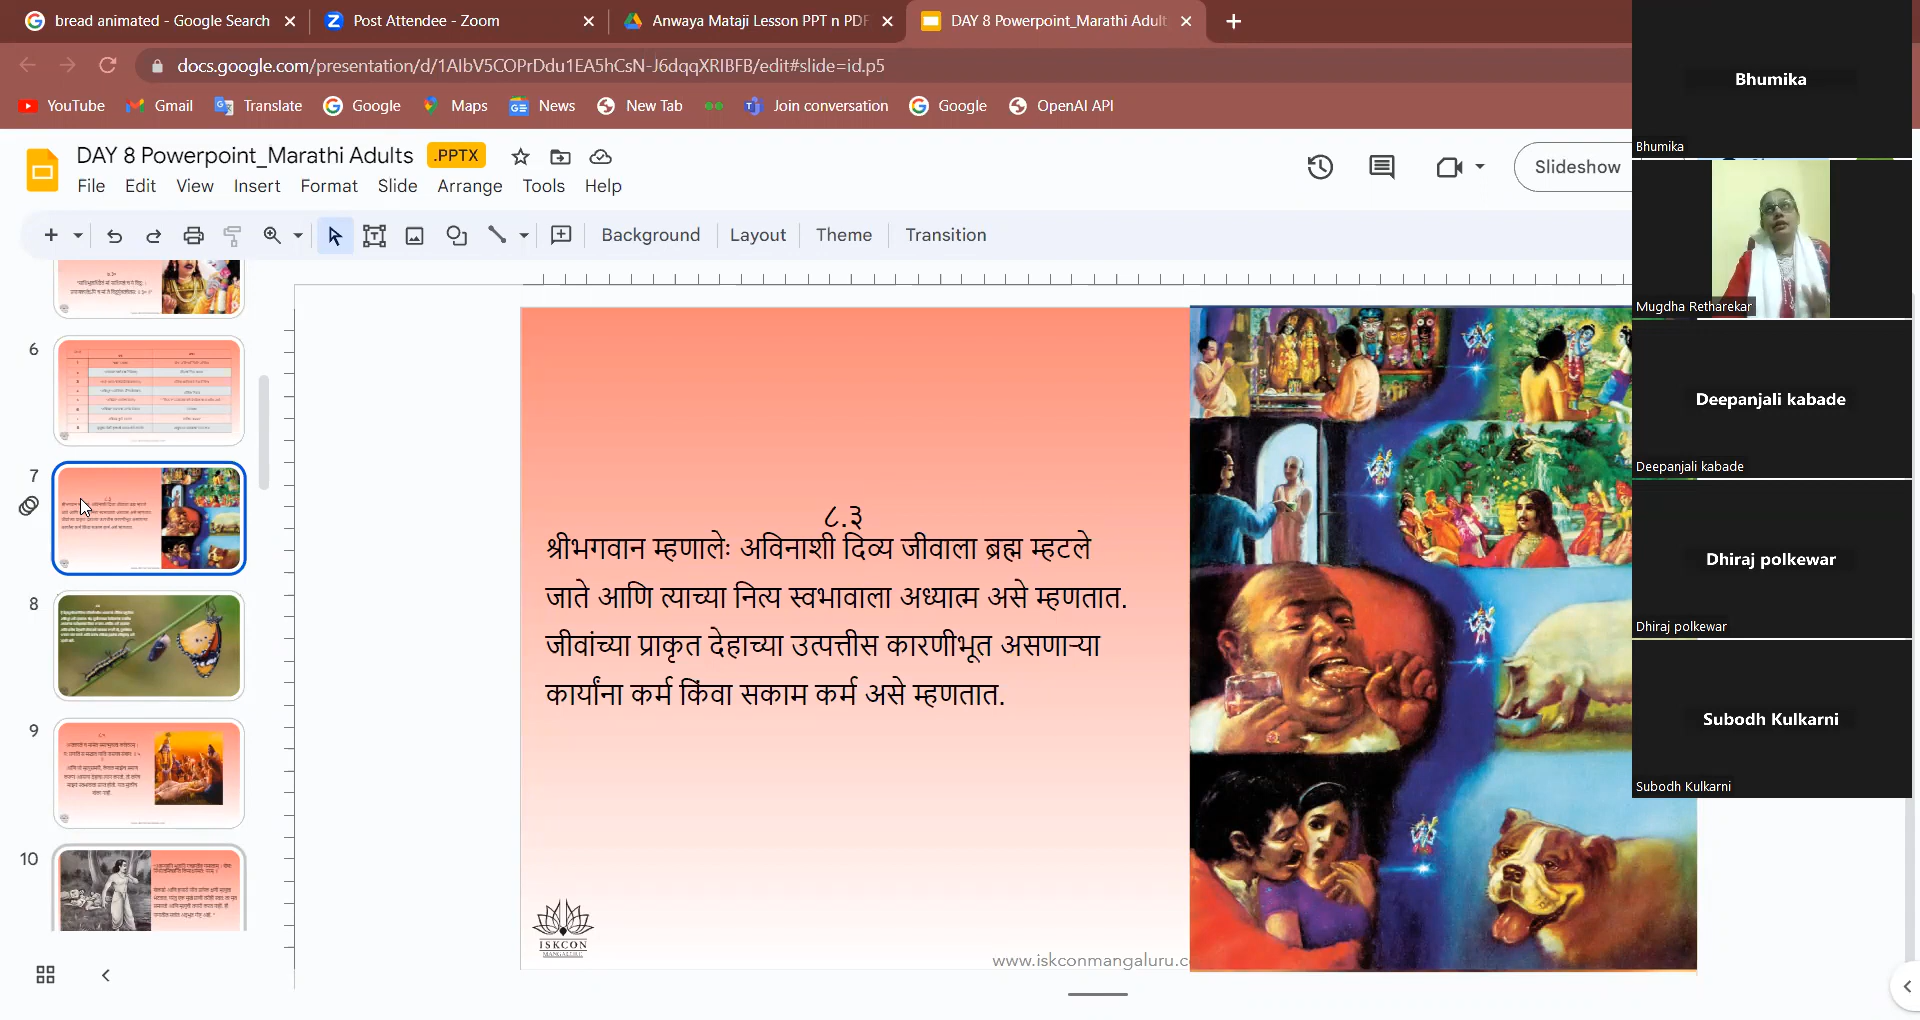 bread animated - Google Search
Post Attendee - Zoom
Anwaya Mataji Lesson PPT n PDF
DAY 8 Powerpoint_Marathi Adult
docs.google.com/presentation/d/1AIbV5COPrDdu1EA5hCsN-J6dqqXRIBFB/edit#slide=id.p5
YouTube Gmail Translate Google Maps News New Tab Join conversation Google OpenAI API
DAY 8 Powerpoint_Marathi Adults .PPTX
File Edit View Insert Format Slide Arrange Tools Help
Slideshow
Background Layout Theme Transition
6
7
8
9
10
८.३
श्रीभगवान म्हणालेः अविनाशी दिव्य जीवाला ब्रह्म म्हटले
जाते आणि त्याच्या नित्य स्वभावाला अध्यात्म असे म्हणतात.
जीवांच्या प्राकृत देहाच्या उत्पत्तीस कारणीभूत असणाऱ्या
कार्यांना कर्म किंवा सकाम कर्म असे म्हणतात.
ISKCON
MANGALURU
www.iskconmangaluru.c
Bhumika
Bhumika
Mugdha Retharekar
Deepanjali kabade
Deepanjali kabade
Dhiraj polkewar
Dhiraj polkewar
Subodh Kulkarni
Subodh Kulkarni